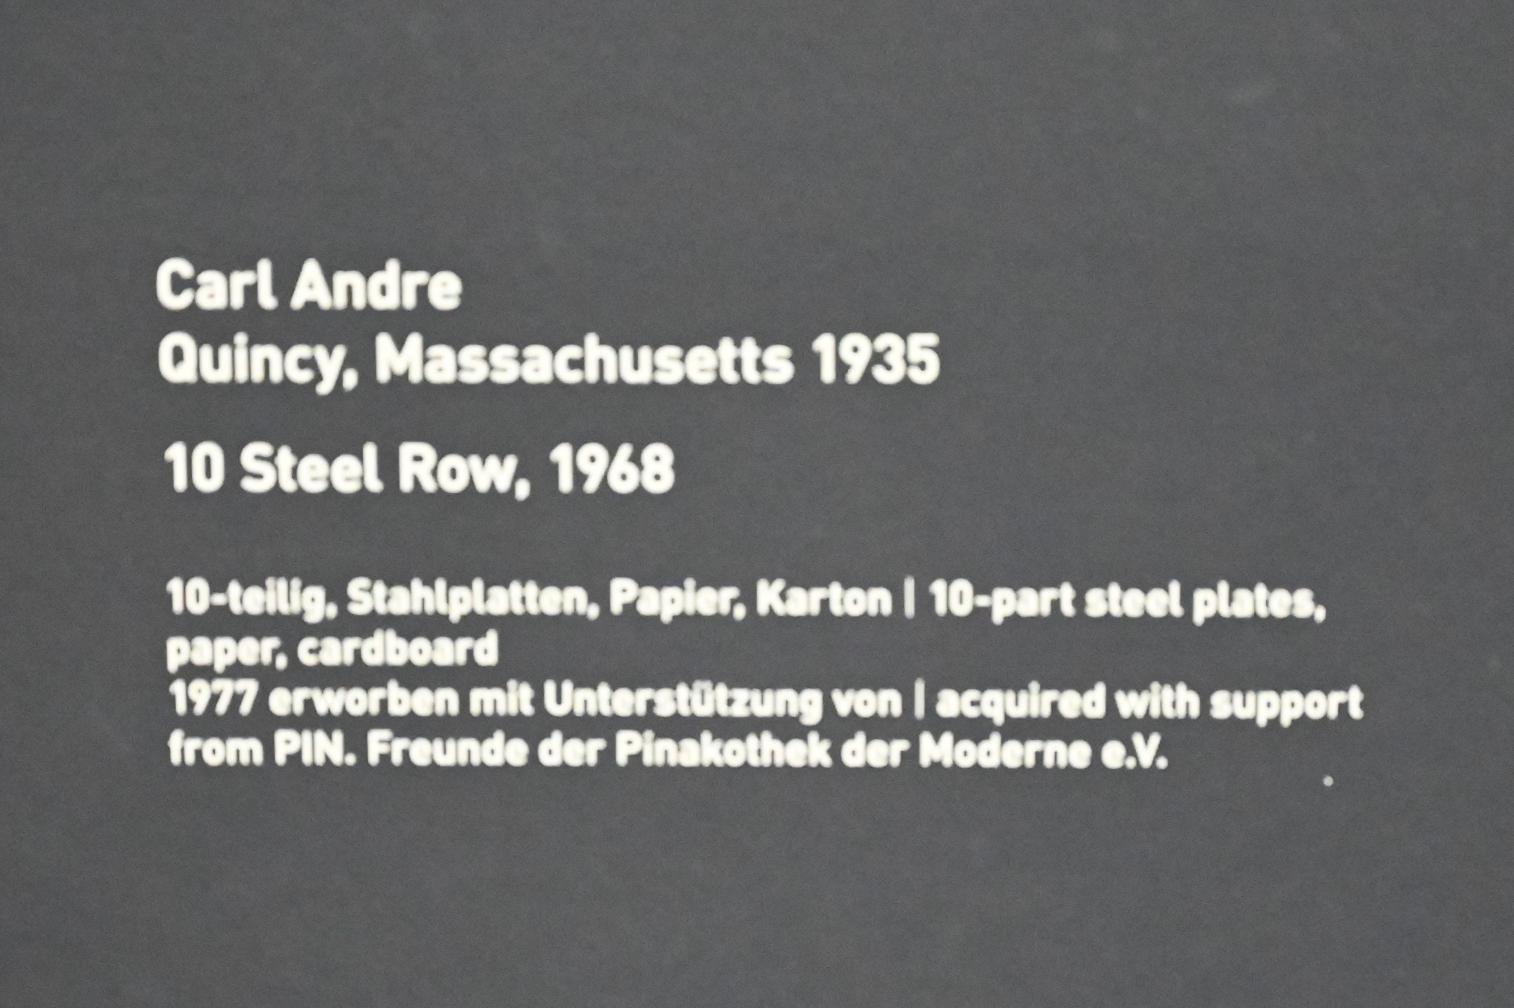 Carl Andre
Quincy, Massachusetts 1935
10 Steel Row, 1968
10-teilig, Stahlplatten, Papier, Karton | 10-part steel plates,
paper, cardboard
1977 erworben mit Unterstützung von | acquired with support
from PIN. Freunde der Pinakothek der Moderne e.V.